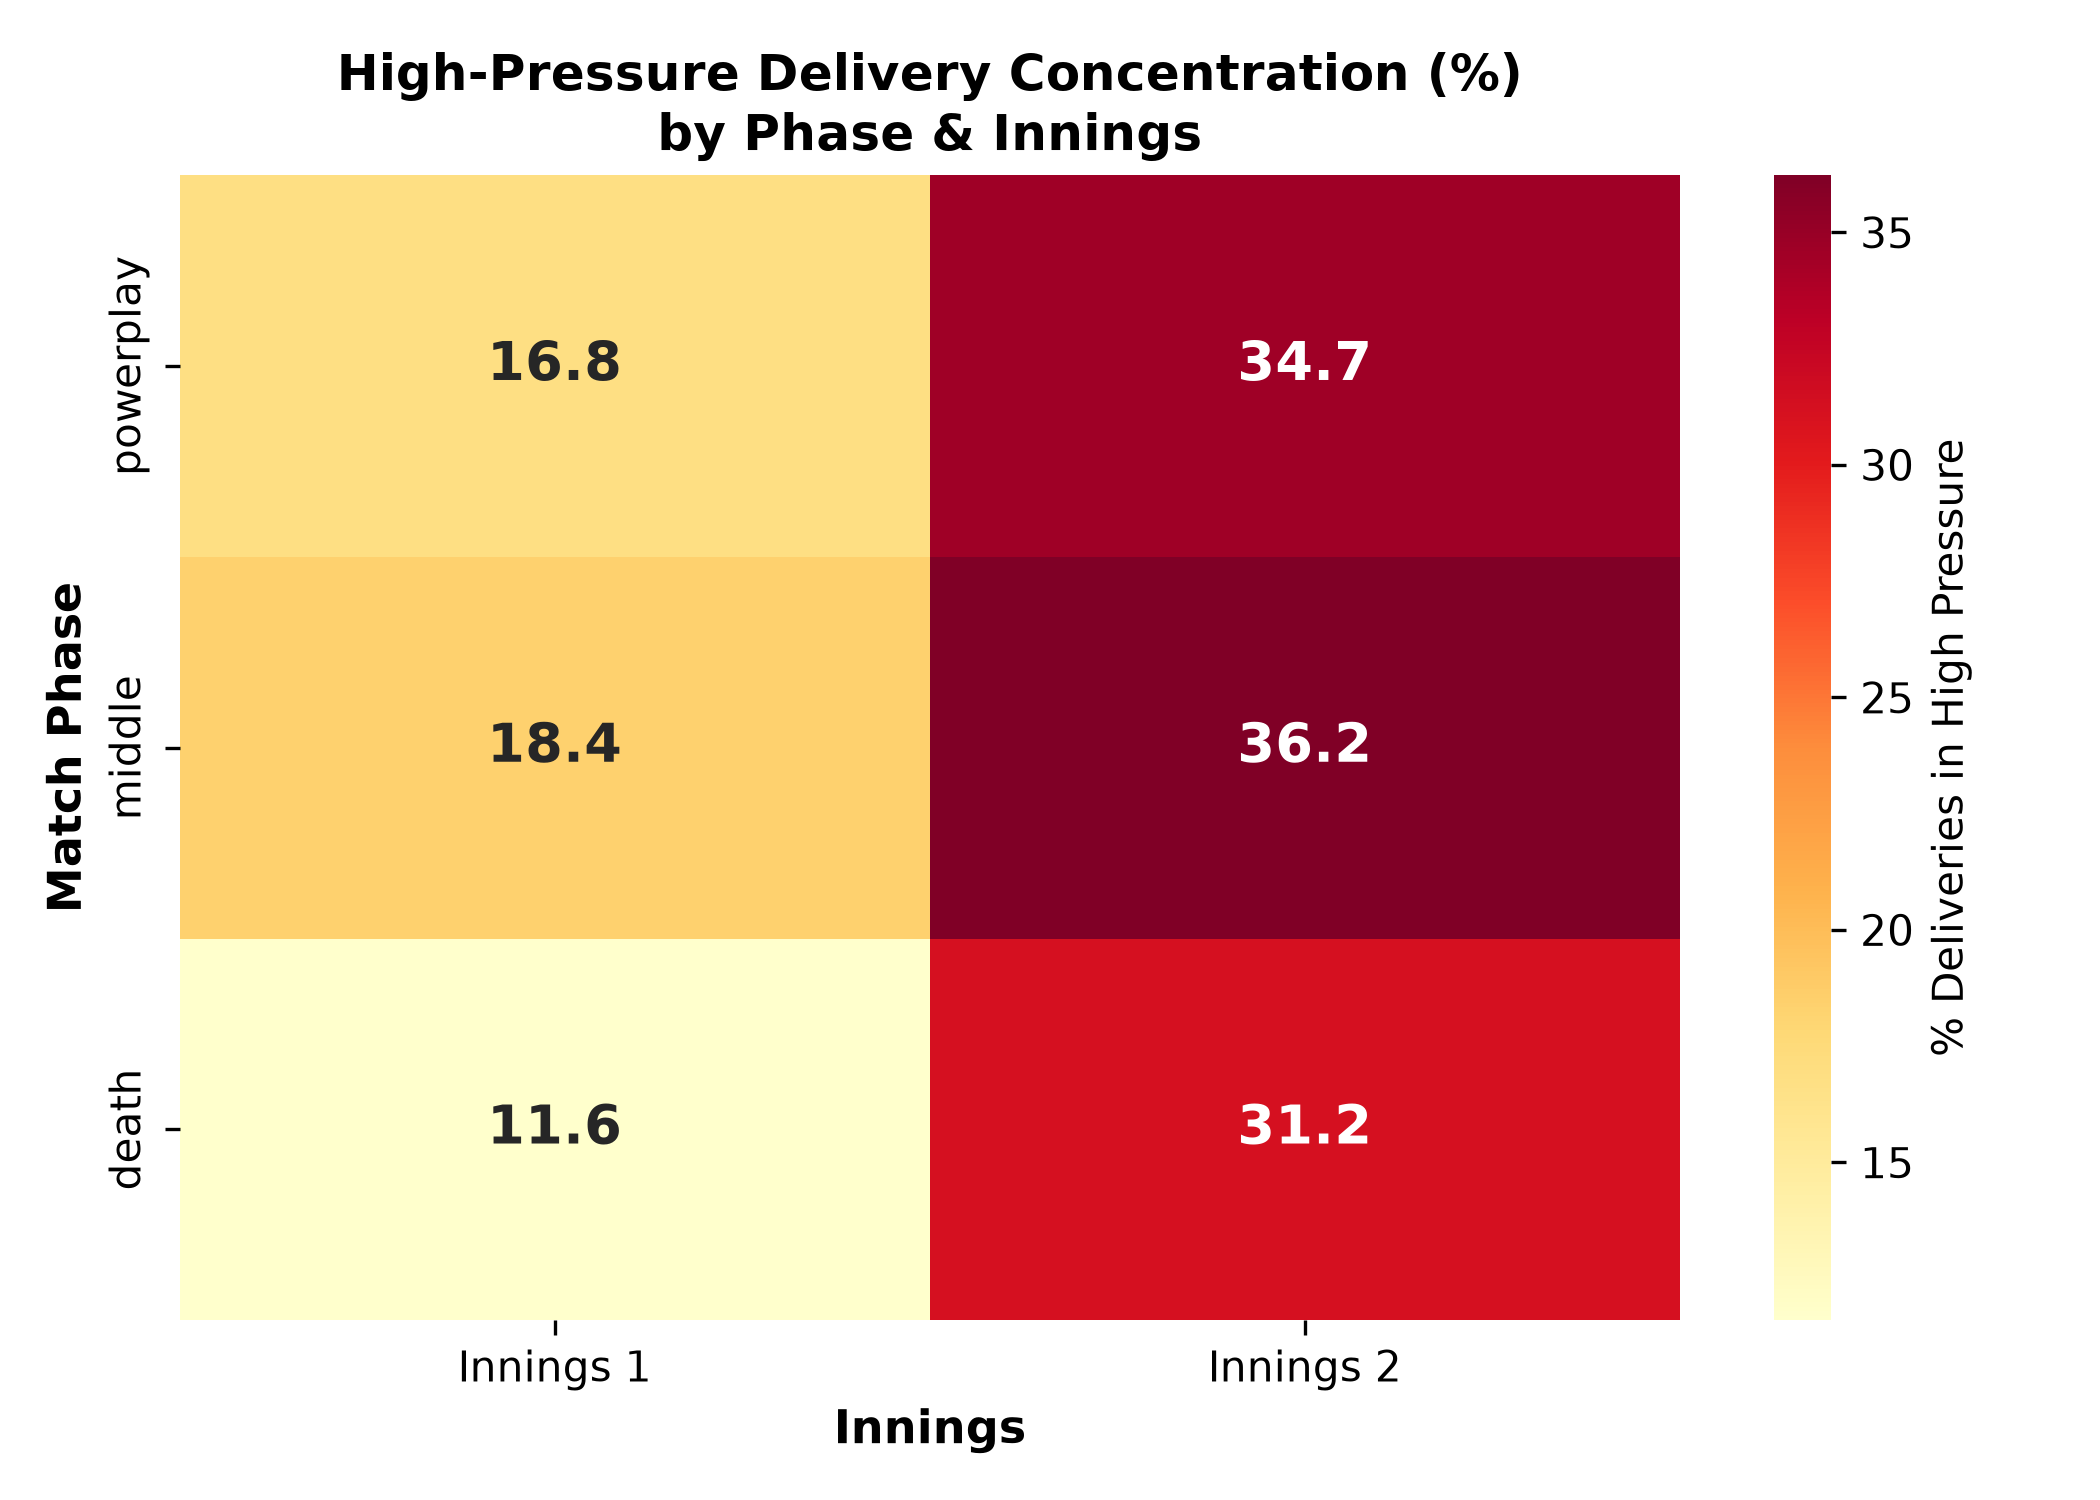 High-Pressure Delivery Concentration (%)
by Phase & Innings
Match Phase
powerplay
16.8
34.7
middle
18.4
36.2
death
11.6
31.2
Innings 1
Innings 2
Innings
35
30
25
20
15
% Deliveries in High Pressure